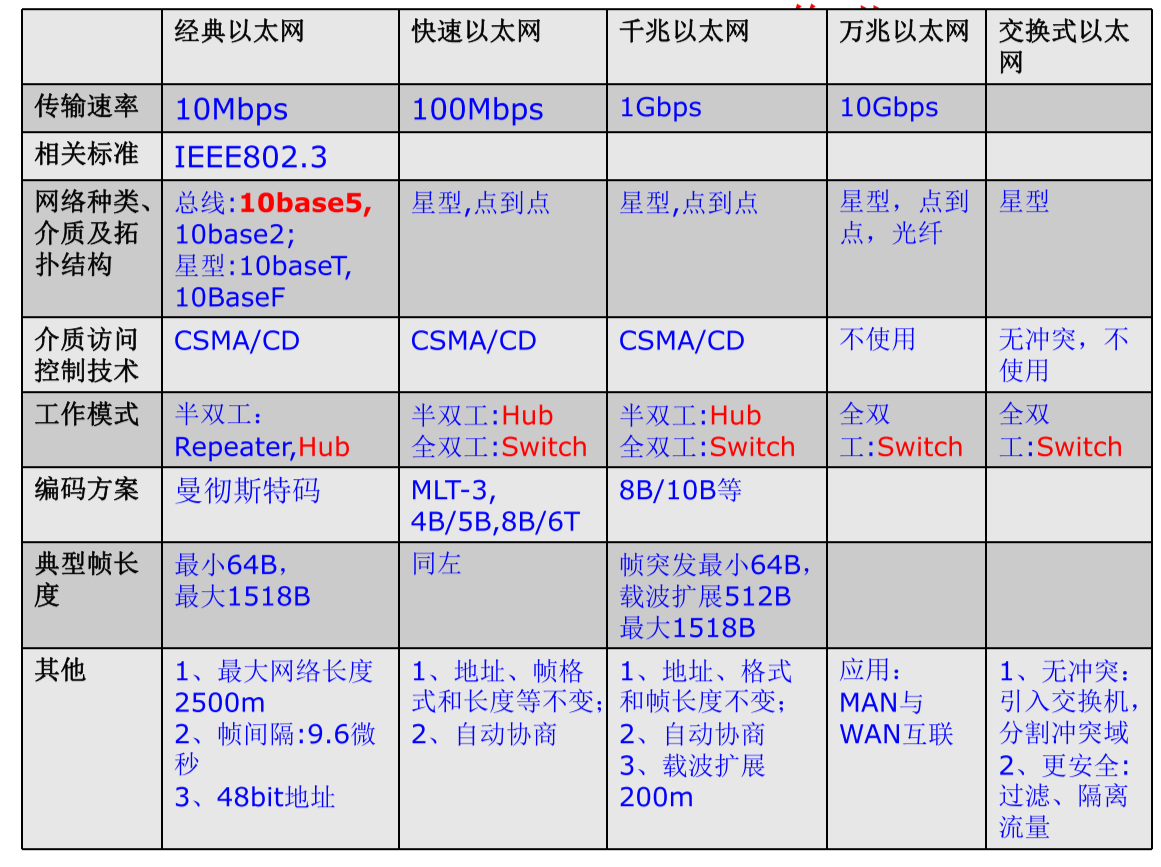 经典以太网
快速以太网
千兆以太网
万兆以太网
交换式以太
网
传输速率
10Mbps
100Mbps
1Gbps
10Gbps
相关标准
IEEE802.3
网络种类、
介质及拓
扑结构
总线:10base5,
10base2;
星型:10baseT,
10BaseF
星型,点到点
星型,点到点
星型，点到
点，光纤
星型
介质访问
控制技术
CSMA/CD
CSMA/CD
CSMA/CD
不使用
无冲突，不
使用
工作模式
半双工：
Repeater,Hub
半双工:Hub
全双工:Switch
半双工:Hub
全双工:Switch
全双
工:Switch
全双
工:Switch
编码方案
曼彻斯特码
MLT-3,
4B/5B,8B/6T
8B/10B等
典型帧长
度
最小64B，
最大1518B
同左
帧突发最小64B，
载波扩展512B
最大1518B
其他
1、最大网络长度
2500m
2、帧间隔:9.6微
秒
3、48bit地址
1、地址、帧格
式和长度等不变；
2、自动协商
1、地址、格式
和帧长度不变；
2、自动协商
3、载波扩展
200m
应用：
MAN与
WAN互联
1、无冲突：
引入交换机，
分割冲突域
2、更安全：
过滤、隔离
流量